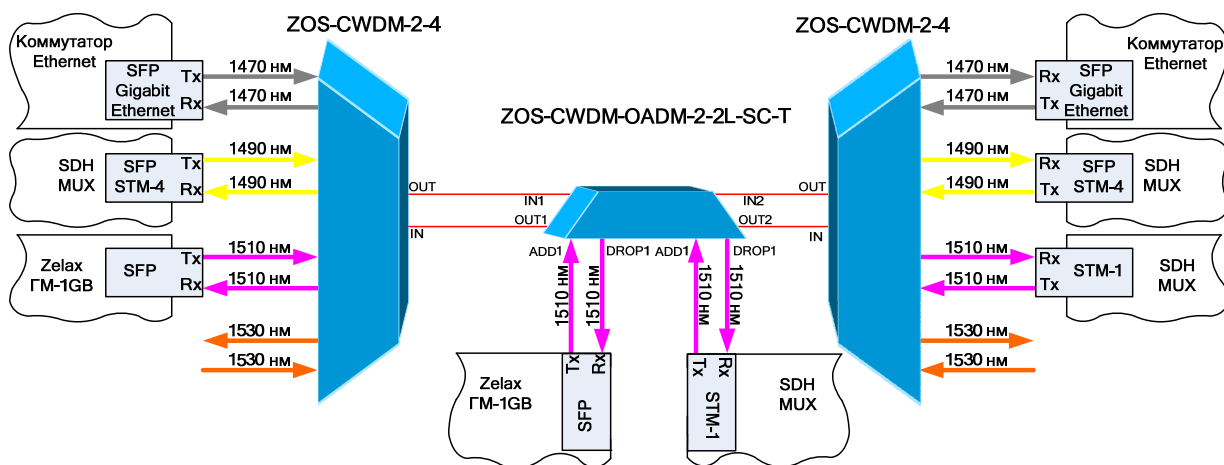 ZOS-CWDM-2-4
ZOS-CWDM-2-4
ZOS-CWDM-OADM-2-2L-SC-T
Коммутатор
Ethernet
SFP
Gigabit
Ethernet
Tx
Rx
1470 нм
1470 нм
SDH
MUX
SFP
STM-4
Tx
Rx
1490 нм
1490 нм
Zelax
ГМ-1GB
SFP
Tx
Rx
1510 нм
1510 нм
1530 нм
1530 нм
OUT
IN
IN1
OUT1
IN2
OUT2
OUT
IN
ADD1
DROP1
ADD1
DROP1
1510 нм
1510 нм
1510 нм
1510 нм
Zelax
ГМ-1GB
Tx
Rx
SFP
Tx
Rx
STM-1
SDH
MUX
1470 нм
1470 нм
Rx
Tx
SFP
Gigabit
Ethernet
Коммутатор
Ethernet
1490 нм
1490 нм
Rx
Tx
SFP
STM-4
SDH
MUX
1510 нм
1510 нм
Rx
Tx
STM-1
SDH
MUX
1530 нм
1530 нм